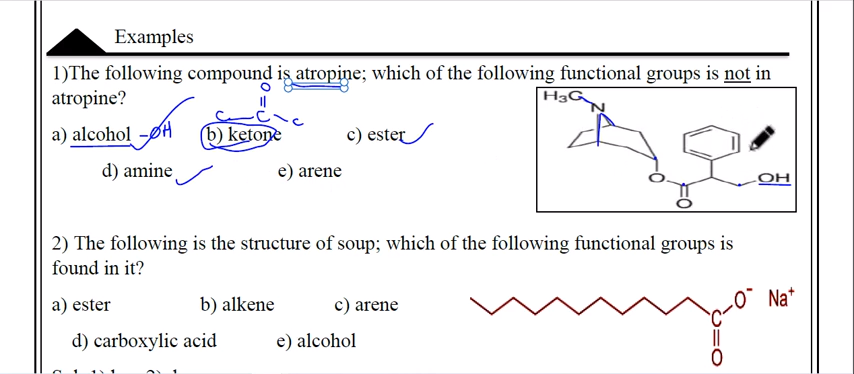 Examples
1)The following compound is atropine; which of the following functional groups is not in
atropine?
O
C C C
a) alcohol -OH b) ketone c) ester
d) amine e) arene
H3C
N
O
OH
O
2) The following is the structure of soup; which of the following functional groups is
found in it?
a) ester b) alkene c) arene
d) carboxylic acid e) alcohol
O⁻ Na⁺
C
O